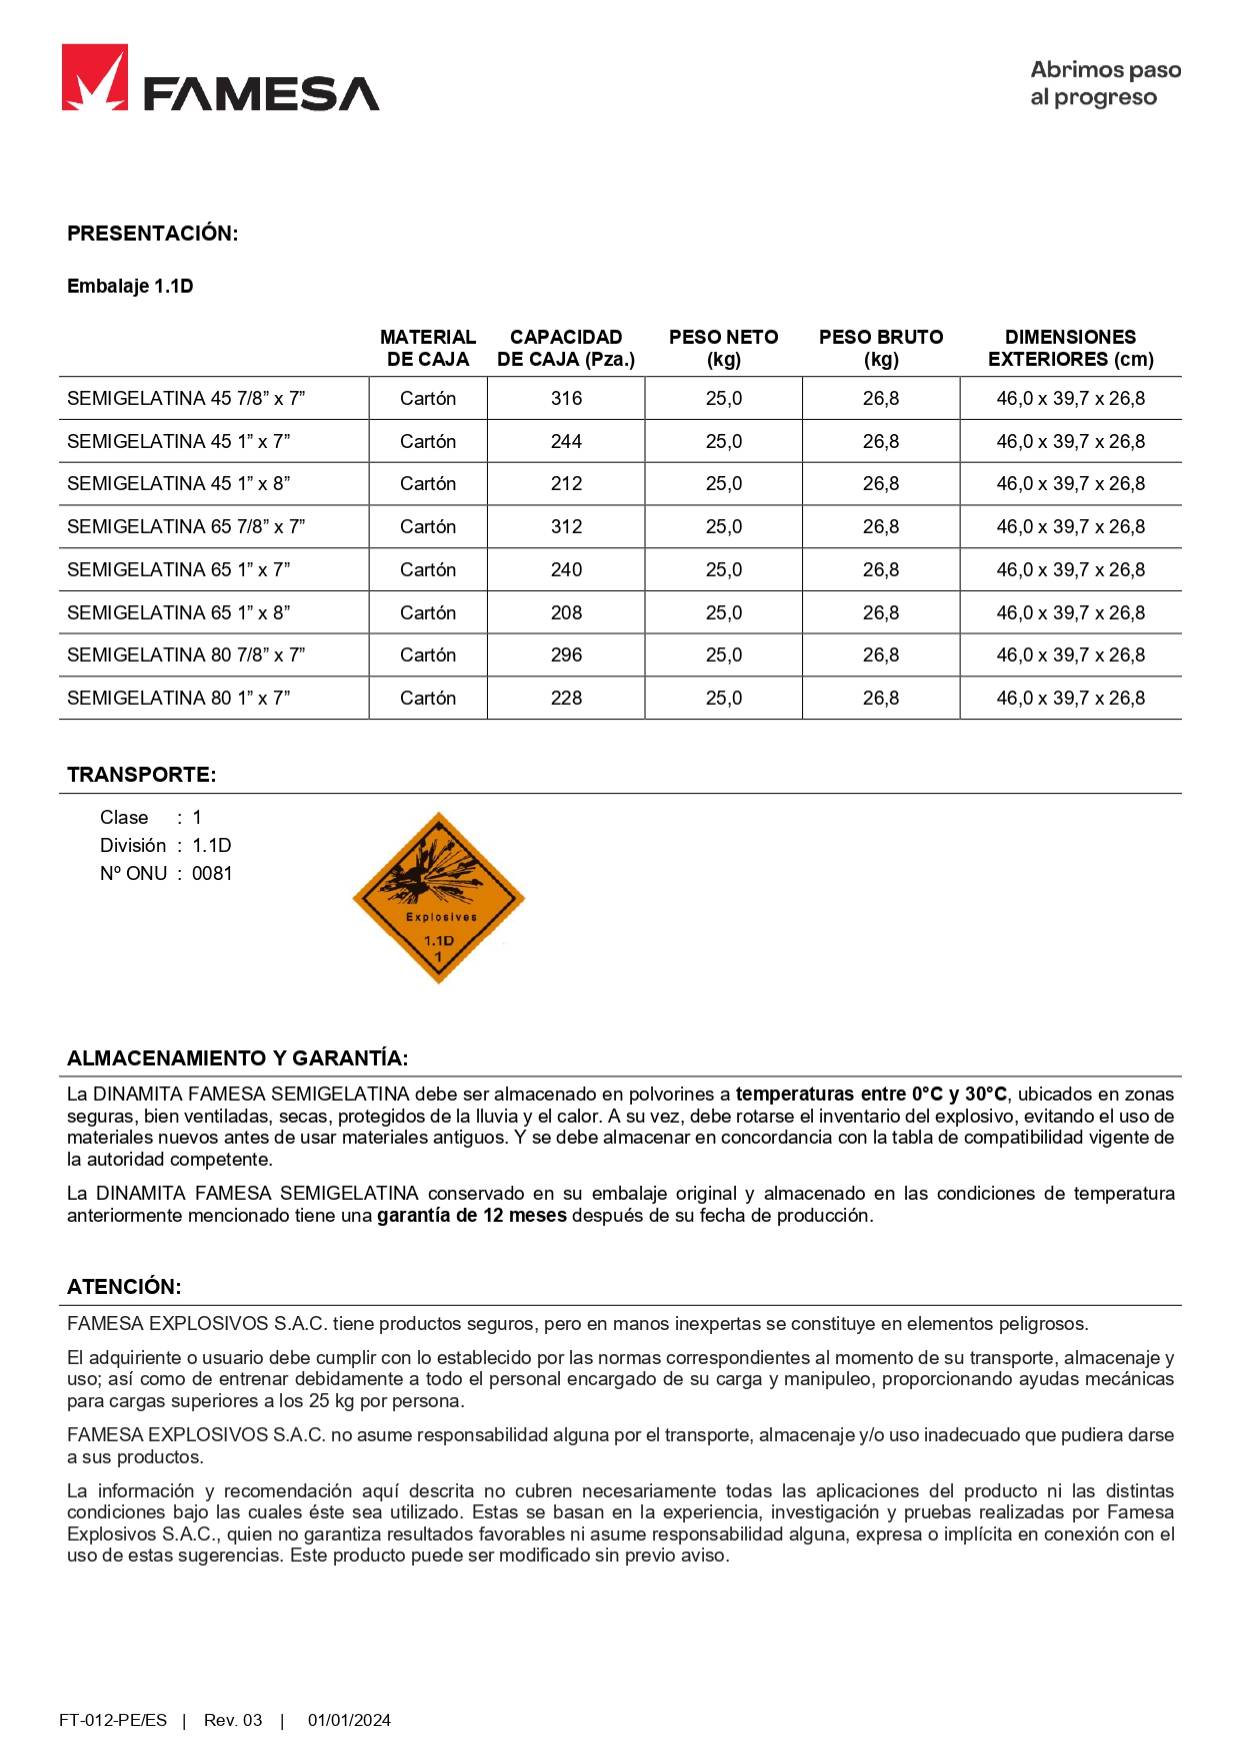 FAMESA
Abrimos paso
al progreso
PRESENTACIÓN:
Embalaje 1.1D
MATERIAL DE CAJA CAPACIDAD DE CAJA (Pza.) PESO NETO (kg) PESO BRUTO (kg) DIMENSIONES EXTERIORES (cm)
SEMIGELATINA 45 7/8” x 7” Cartón 316 25,0 26,8 46,0 x 39,7 x 26,8
SEMIGELATINA 45 1” x 7” Cartón 244 25,0 26,8 46,0 x 39,7 x 26,8
SEMIGELATINA 45 1” x 8” Cartón 212 25,0 26,8 46,0 x 39,7 x 26,8
SEMIGELATINA 65 7/8” x 7” Cartón 312 25,0 26,8 46,0 x 39,7 x 26,8
SEMIGELATINA 65 1” x 7” Cartón 240 25,0 26,8 46,0 x 39,7 x 26,8
SEMIGELATINA 65 1” x 8” Cartón 208 25,0 26,8 46,0 x 39,7 x 26,8
SEMIGELATINA 80 7/8” x 7” Cartón 296 25,0 26,8 46,0 x 39,7 x 26,8
SEMIGELATINA 80 1” x 7” Cartón 228 25,0 26,8 46,0 x 39,7 x 26,8
TRANSPORTE:
Clase : 1
División : 1.1D
Nº ONU : 0081
Explosives
1.1D
1
ALMACENAMIENTO Y GARANTÍA:
La DINAMITA FAMESA SEMIGELATINA debe ser almacenado en polvorines a temperaturas entre 0°C y 30°C, ubicados en zonas
seguras, bien ventiladas, secas, protegidos de la lluvia y el calor. A su vez, debe rotarse el inventario del explosivo, evitando el uso de
materiales nuevos antes de usar materiales antiguos. Y se debe almacenar en concordancia con la tabla de compatibilidad vigente de
la autoridad competente.
La DINAMITA FAMESA SEMIGELATINA conservado en su embalaje original y almacenado en las condiciones de temperatura
anteriormente mencionado tiene una garantía de 12 meses después de su fecha de producción.
ATENCIÓN:
FAMESA EXPLOSIVOS S.A.C. tiene productos seguros, pero en manos inexpertas se constituye en elementos peligrosos.
El adquiriente o usuario debe cumplir con lo establecido por las normas correspondientes al momento de su transporte, almacenaje y
uso; así como de entrenar debidamente a todo el personal encargado de su carga y manipuleo, proporcionando ayudas mecánicas
para cargas superiores a los 25 kg por persona.
FAMESA EXPLOSIVOS S.A.C. no asume responsabilidad alguna por el transporte, almacenaje y/o uso inadecuado que pudiera darse
a sus productos.
La información y recomendación aquí descrita no cubren necesariamente todas las aplicaciones del producto ni las distintas
condiciones bajo las cuales éste sea utilizado. Estas se basan en la experiencia, investigación y pruebas realizadas por Famesa
Explosivos S.A.C., quien no garantiza resultados favorables ni asume responsabilidad alguna, expresa o implícita en conexión con el
uso de estas sugerencias. Este producto puede ser modificado sin previo aviso.
FT-012-PE/ES | Rev. 03 | 01/01/2024